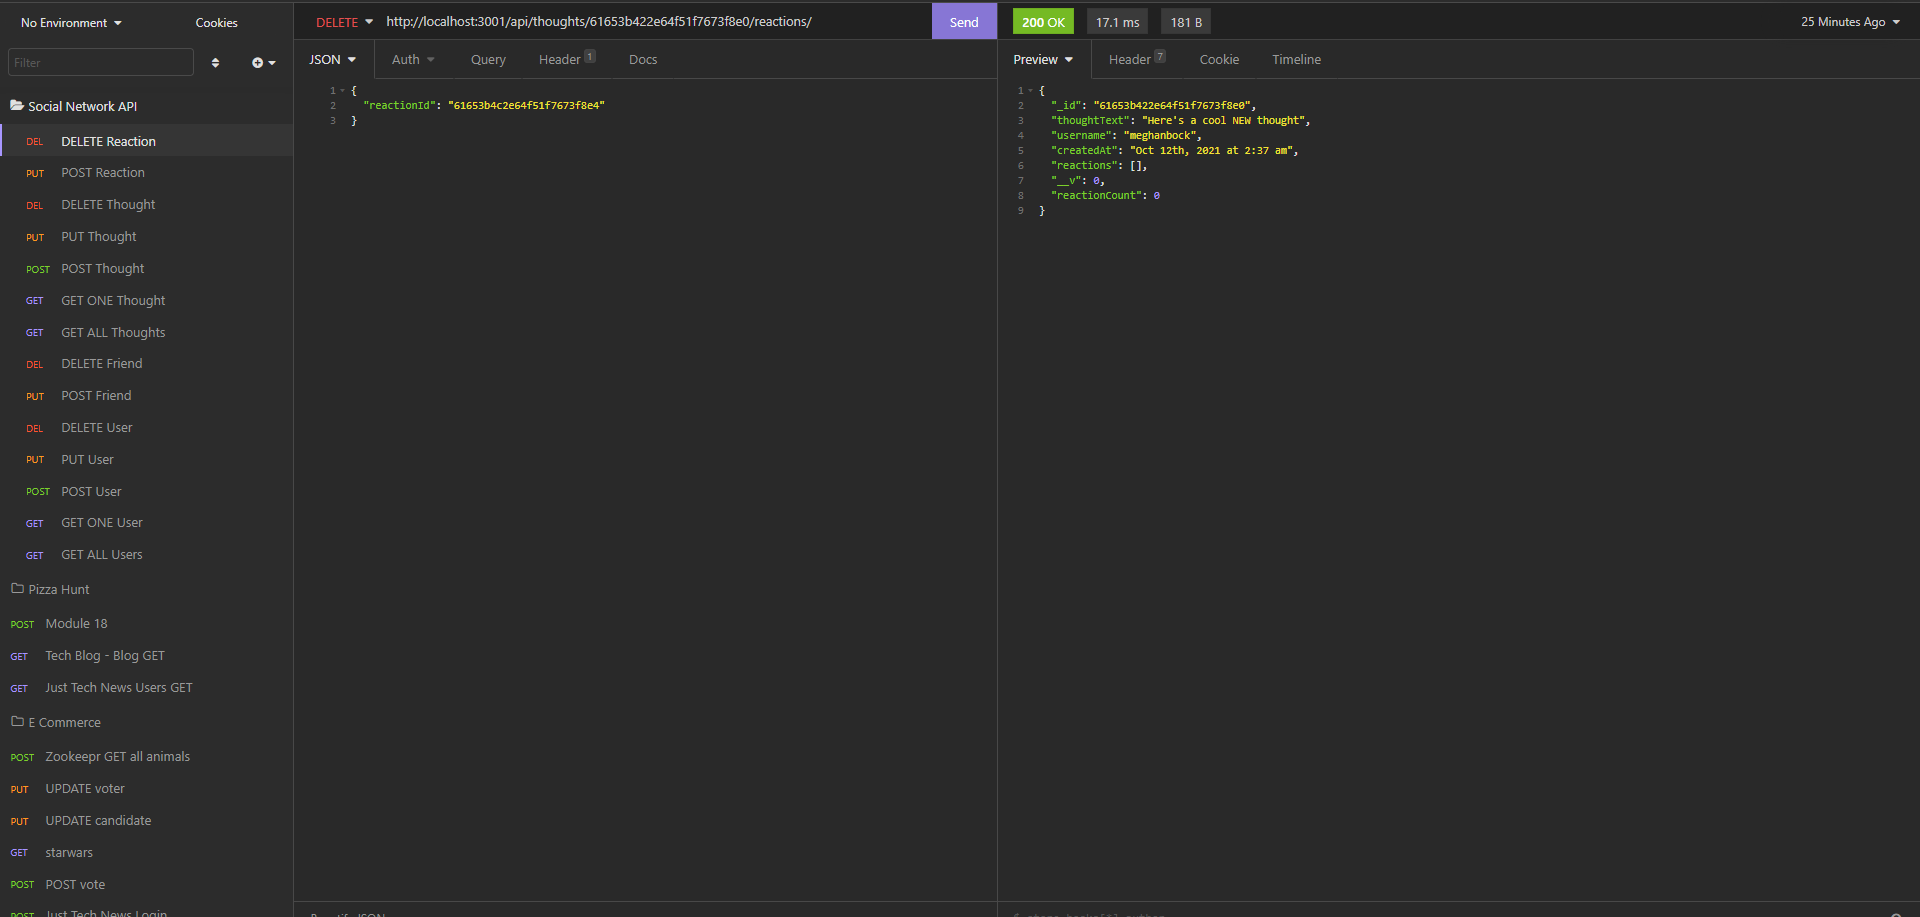 No Environment
Cookies
Filter
Social Network API
DEL DELETE Reaction
PUT POST Reaction
DEL DELETE Thought
PUT PUT Thought
POST POST Thought
GET GET ONE Thought
GET GET ALL Thoughts
DEL DELETE Friend
PUT POST Friend
DEL DELETE User
PUT PUT User
POST POST User
GET GET ONE User
GET GET ALL Users
Pizza Hunt
POST Module 18
GET Tech Blog - Blog GET
GET Just Tech News Users GET
E Commerce
POST Zookeepr GET all animals
PUT UPDATE voter
PUT UPDATE candidate
GET starwars
POST POST vote
POST Just Tech News Login
DELETE http://localhost:3001/api/thoughts/61653b422e64f51f7673f8e0/reactions/ Send
JSON Auth Query Header 1 Docs
1 {
2 "reactionId": "61653b4c2e64f51f7673f8e4"
3 }
200 OK 17.1 ms 181 B 25 Minutes Ago
Preview Header 7 Cookie Timeline
1 {
2 "_id": "61653b422e64f51f7673f8e0",
3 "thoughtText": "Here's a cool NEW thought",
4 "username": "meghanbock",
5 "createdAt": "Oct 12th, 2021 at 2:37 am",
6 "reactions": [],
7 "__v": 0,
8 "reactionCount": 0
9 }